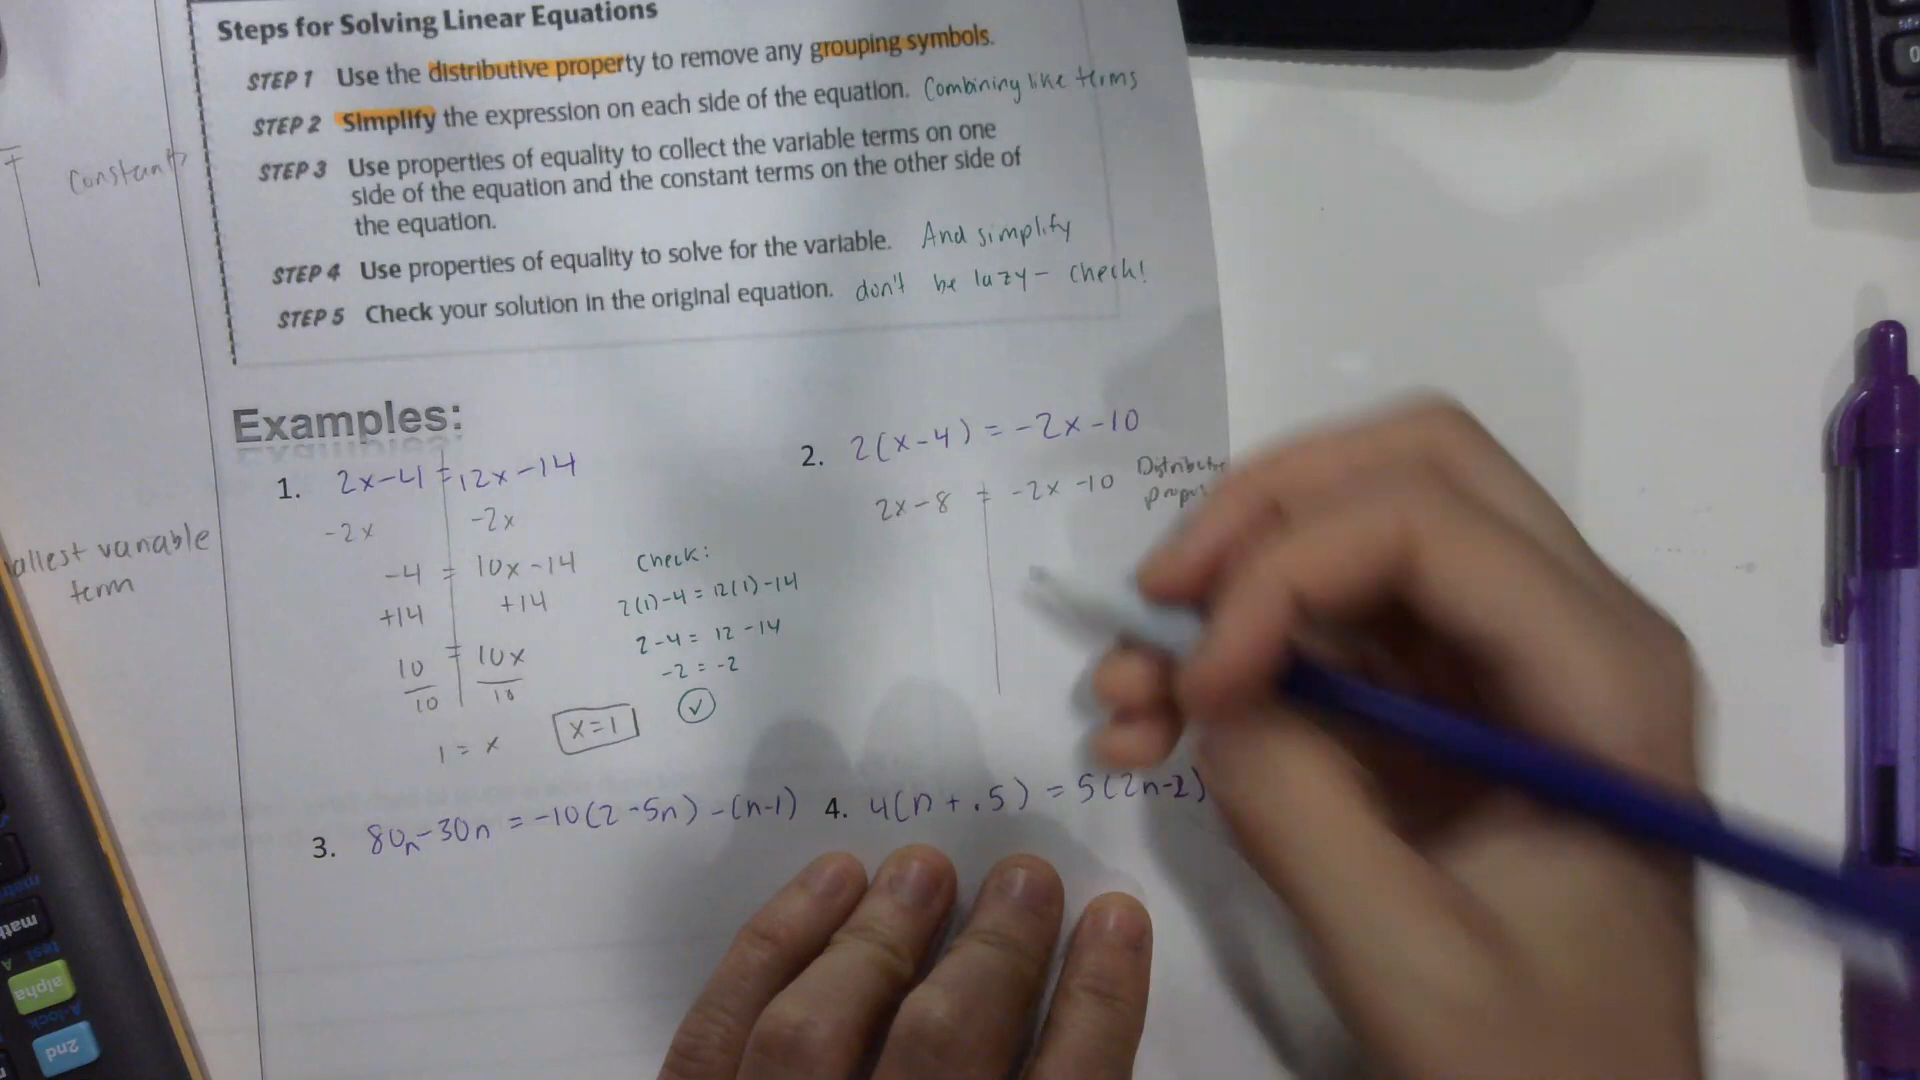 Steps for Solving Linear Equations
STEP 1 Use the distributive property to remove any grouping symbols.
STEP 2 Simplify the expression on each side of the equation. Combining like terms
STEP 3 Use properties of equality to collect the variable terms on one
side of the equation and the constant terms on the other side of
the equation.
STEP 4 Use properties of equality to solve for the variable. And simplify
STEP 5 Check your solution in the original equation. don't be lazy - check!
Constant
variable
term
Examples:
1. 2x-4 = 12x-14
-2x -2x
-4 = 10x-14
+14 +14
10 = 10x
10 10
1 = x
x=1
Check:
2(1)-4 = 12(1)-14
2-4 = 12-14
-2 = -2
2. 2(x-4) = -2x-10
2x-8 = -2x-10
3. 80n-30n = -10(2-5n) -(n-1)
4. 4(n+.5) = 5(2n-2)
math
test A
alpha
A-lock
2nd
0